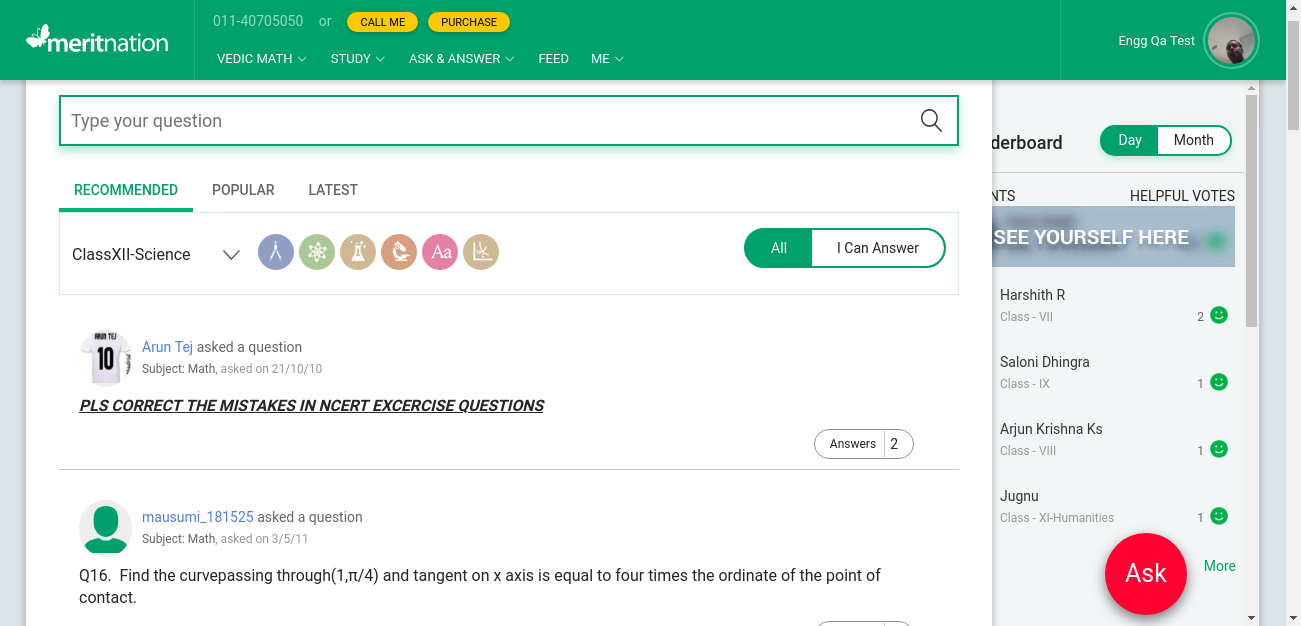 011-40705050 or CALL ME PURCHASE
meritnation
Engg Qa Test
VEDIC MATH STUDY ASK & ANSWER FEED ME
Type your question
derboard Day Month
RECOMMENDED POPULAR LATEST
NTS HELPFUL VOTES
SEE YOURSELF HERE
ClassXII-Science Aa All I Can Answer
Harshith R
Class - VII 2
ARUN TEJ
10
Arun Tej asked a question
Subject: Math, asked on 21/10/10
Saloni Dhingra
Class - IX 1
PLS CORRECT THE MISTAKES IN NCERT EXCERCISE QUESTIONS
Arjun Krishna Ks
Class - VIII 1
Answers 2
Jugnu
Class - XI-Humanities 1
mausumi_181525 asked a question
Subject: Math, asked on 3/5/11
More
Ask
Q16.  Find the curvepassing through(1,π/4) and tangent on x axis is equal to four times the ordinate of the point of
contact.